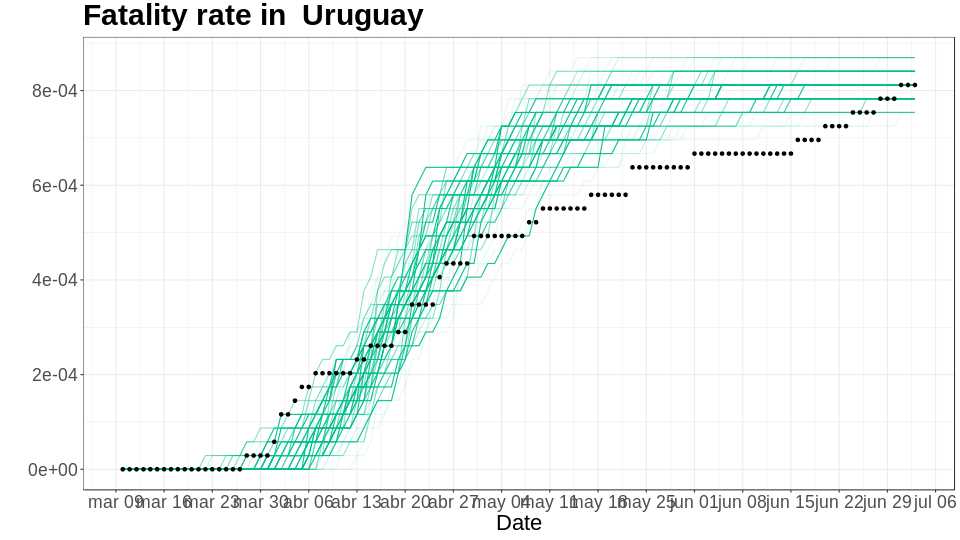 Fatality rate in  Uruguay
8e-04
6e-04
4e-04
2e-04
0e+00
mar 09 mar 16 mar 23 mar 30 abr 06 abr 13 abr 20 abr 27 may 04 may 11 may 18 may 25 jun 01 jun 08 jun 15 jun 22 jun 29 jul 06
Date